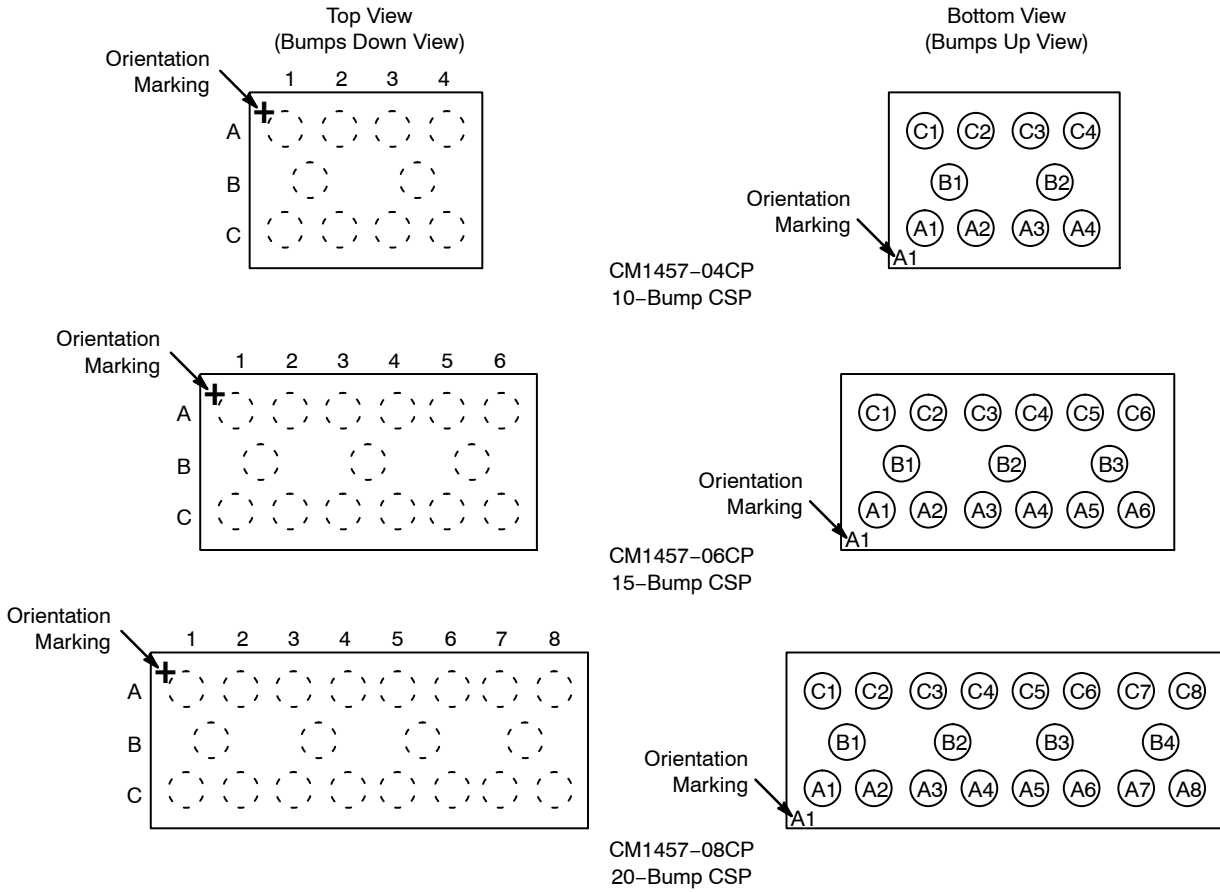 Top View
(Bumps Down View)
Bottom View
(Bumps Up View)
Orientation
Marking
1 2 3 4
A
B
C
C1 C2 C3 C4
B1 B2
A1 A2 A3 A4
Orientation
Marking
A1
CM1457−04CP
10−Bump CSP
Orientation
Marking
1 2 3 4 5 6
A
B
C
C1 C2 C3 C4 C5 C6
B1 B2 B3
A1 A2 A3 A4 A5 A6
Orientation
Marking
A1
CM1457−06CP
15−Bump CSP
Orientation
Marking
1 2 3 4 5 6 7 8
A
B
C
C1 C2 C3 C4 C5 C6 C7 C8
B1 B2 B3 B4
A1 A2 A3 A4 A5 A6 A7 A8
Orientation
Marking
A1
CM1457−08CP
20−Bump CSP